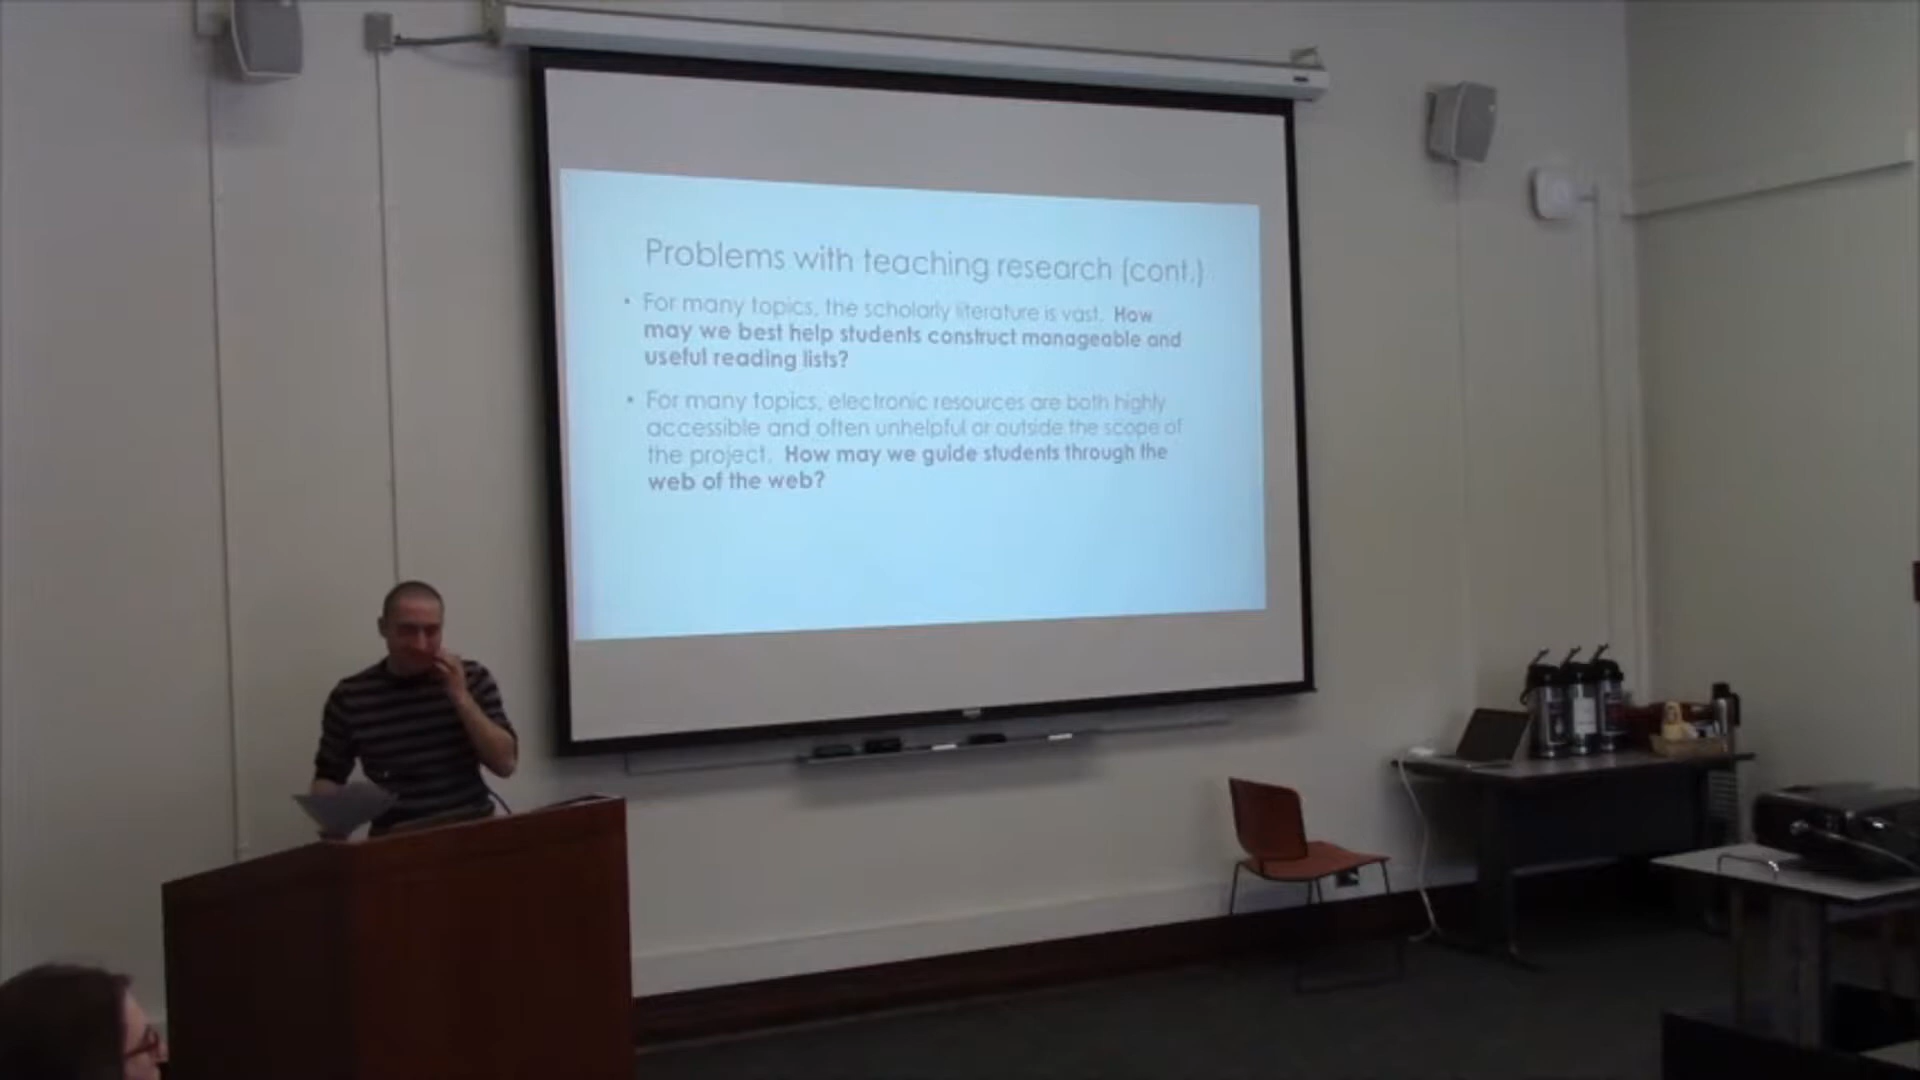 Problems with teaching research (cont.)
• For many topics, the scholarly literature is vast. How
may we best help students construct manageable and
useful reading lists?
• For many topics, electronic resources are both highly
accessible and often unhelpful or outside the scope of
the project. How may we guide students through the
web of the web?